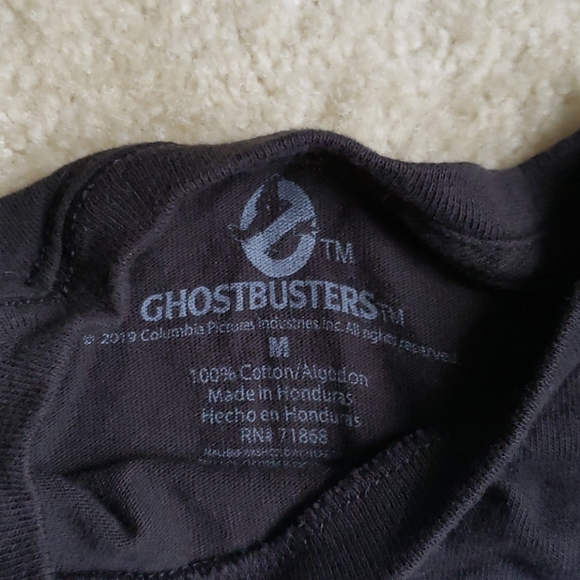 TM
GHOSTBUSTERS™
© 2019 Columbia Pictures Industries, Inc. All rights reserved
M
100% Cotton/Algodon
Made in Honduras
Hecho en Honduras
RN# 71868